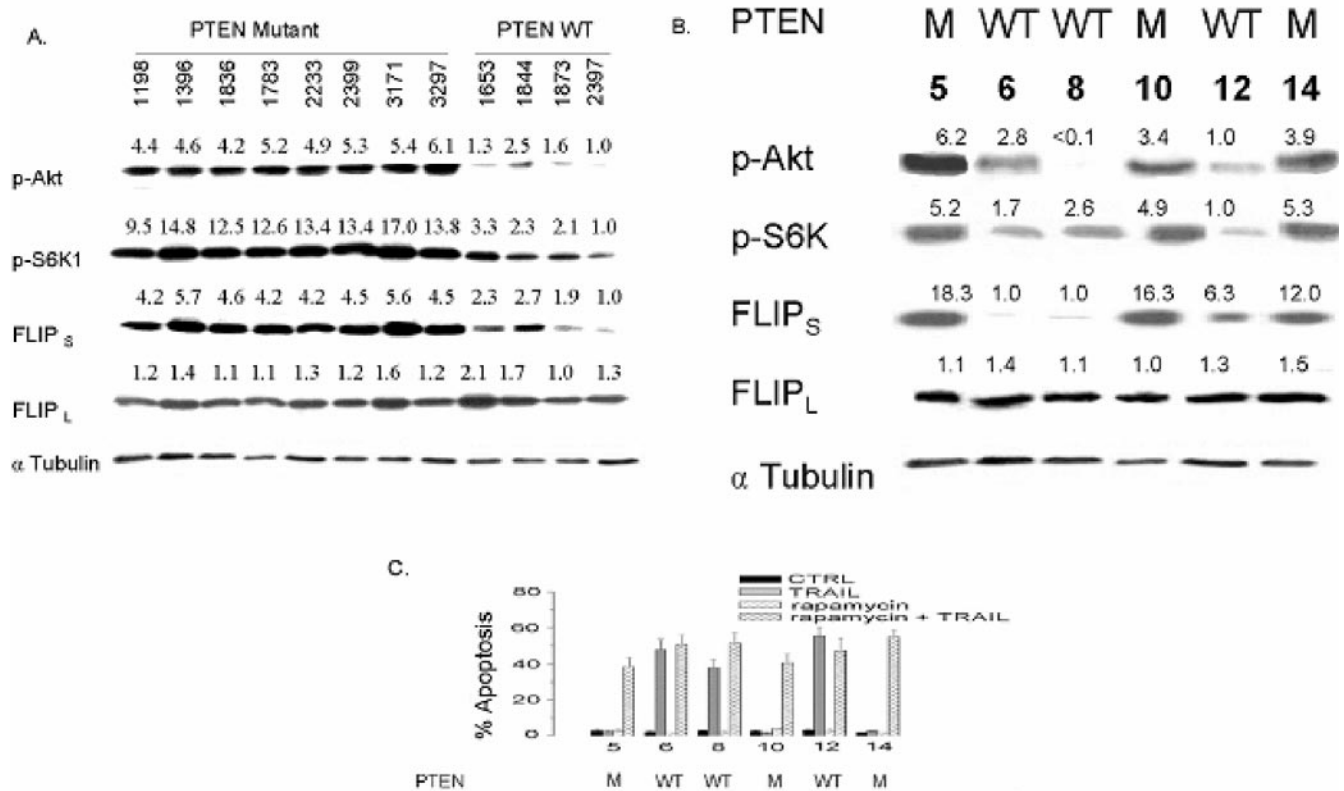 A.
PTEN Mutant PTEN WT
1198 1396 1836 1783 2233 2399 3171 3297 1653 1844 1873 2397
4.4 4.6 4.2 5.2 4.9 5.3 5.4 6.1 1.3 2.5 1.6 1.0
p-Akt
9.5 14.8 12.5 12.6 13.4 13.4 17.0 13.8 3.3 2.3 2.1 1.0
p-S6K1
4.2 5.7 4.6 4.2 4.2 4.5 5.6 4.5 2.3 2.7 1.9 1.0
FLIP S
1.2 1.4 1.1 1.1 1.3 1.2 1.6 1.2 2.1 1.7 1.0 1.3
FLIP L
α Tubulin
B.
PTEN M WT WT M WT M
5 6 8 10 12 14
6.2 2.8 <0.1 3.4 1.0 3.9
p-Akt
5.2 1.7 2.6 4.9 1.0 5.3
p-S6K
18.3 1.0 1.0 16.3 6.3 12.0
FLIPS
1.1 1.4 1.1 1.0 1.3 1.5
FLIPL
α Tubulin
C.
CTRL
TRAIL
rapamycin
rapamycin + TRAIL
% Apoptosis
80
60
40
20
0
5 6 8 10 12 14
PTEN M WT WT M WT M